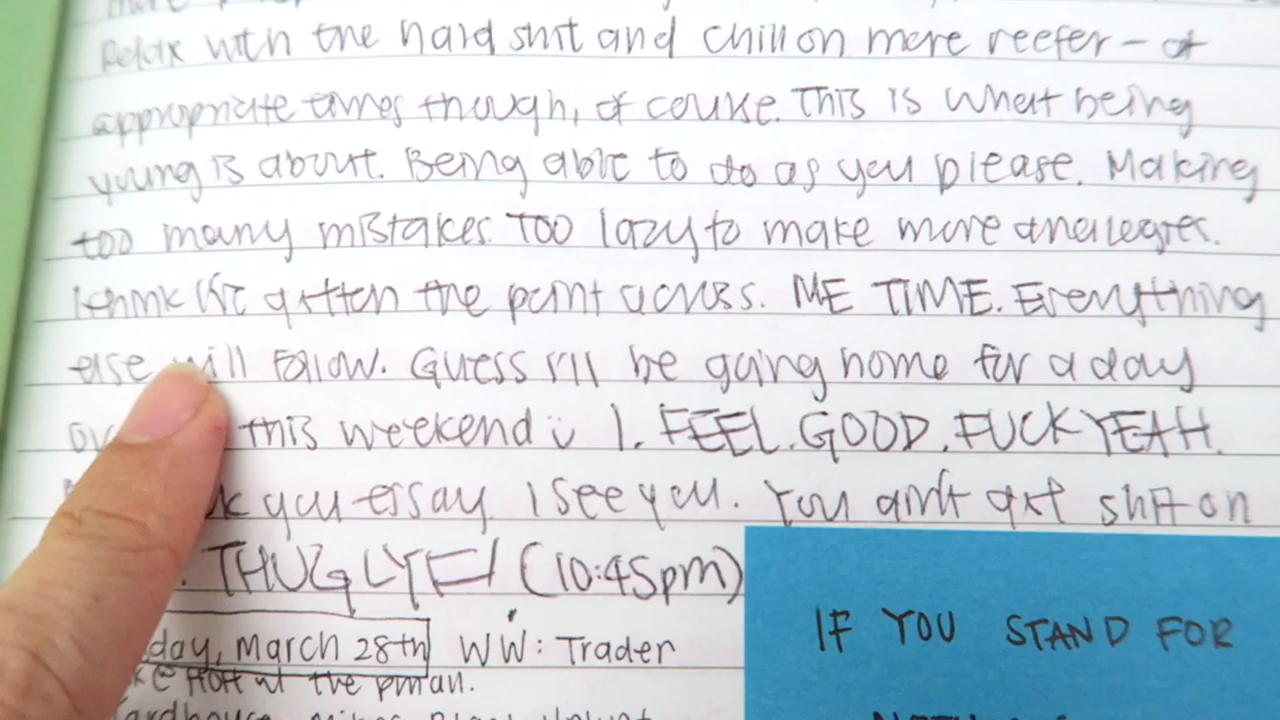 Relax with the hard shit and chill on mere reefer - at
appropriate times though, of course. This is what being
young is about. Being able to do as you please. Making
too many mistakes. Too lazy to make more analogies.
I think I've gotten the point across. ME TIME. Everything
else will follow. Guess I'll be going home for a day
this weekend ü I. FEEL. GOOD. FUCK YEAH.
you essay. I see you. You ain't got shit on
THUG LYFE! (10:45pm)
day, March 28th WW: Trader
at the
IF YOU STAND FOR